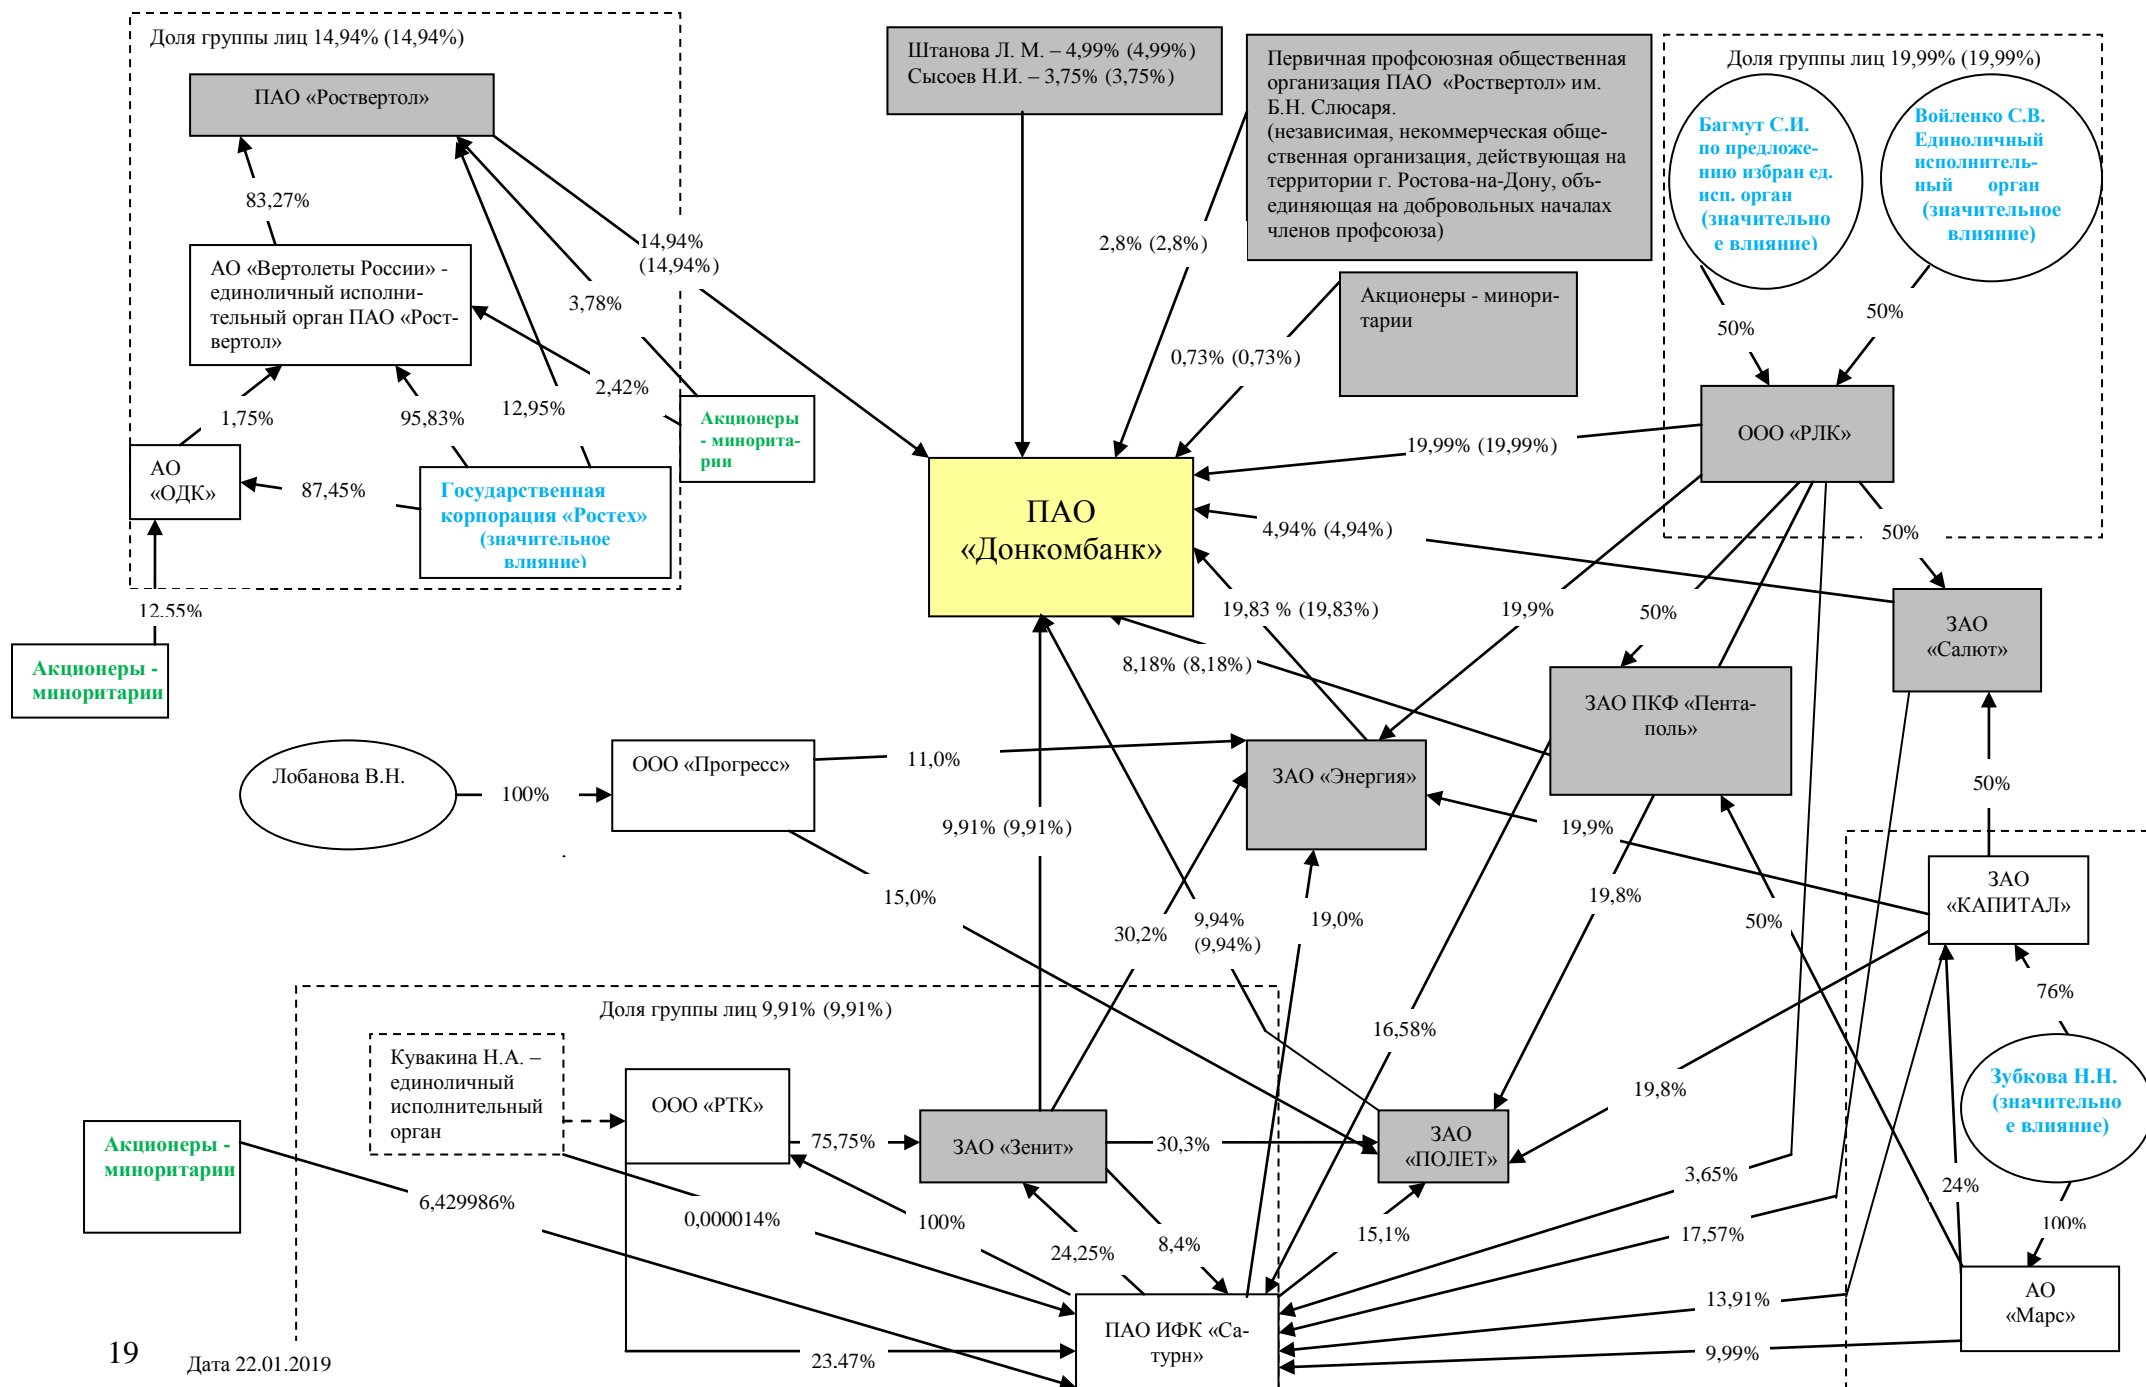 Доля группы лиц 14,94% (14,94%)
ПАО «Роствертол»
83,27%
АО «Вертолеты России» -
единоличный исполни-
тельный орган ПАО «Рост-
вертол»
14,94%
(14,94%)
3,78%
2,42%
1,75%
95,83%
12,95%
АО
«ОДК»
87,45%
Государственная
корпорация «Ростех»
(значительное
влияние)
Акционеры
- минорита-
рии
12,55%
Акционеры -
миноритарии
Штанова Л. М. – 4,99% (4,99%)
Сысоев Н.И. – 3,75% (3,75%)
Первичная профсоюзная общественная
организация ПАО «Роствертол» им.
Б.Н. Слюсаря.
(независимая, некоммерческая обще-
ственная организация, действующая на
территории г. Ростова-на-Дону, объ-
единяющая на добровольных началах
членов профсоюза)
2,8% (2,8%)
Акционеры - минори-
тарии
0,73% (0,73%)
Доля группы лиц 19,99% (19,99%)
Багмут С.И.
по предложе-
нию избран ед.
исп. орган
(значительно
е влияние)
Войленко С.В.
Единоличный
исполнитель-
ный орган
(значительное
влияние)
50%
50%
ООО «РЛК»
19,99% (19,99%)
ПАО
«Донкомбанк»
4,94% (4,94%)
50%
19,83 % (19,83%)
19,9%
50%
ЗАО
«Салют»
8,18% (8,18%)
ЗАО ПКФ «Пента-
поль»
Лобанова В.Н.
100%
ООО «Прогресс»
11,0%
ЗАО «Энергия»
50%
9,91% (9,91%)
19,9%
ЗАО
«КАПИТАЛ»
15,0%
30,2%
9,94%
(9,94%)
19,0%
19,8%
50%
76%
Доля группы лиц 9,91% (9,91%)
16,58%
Кувакина Н.А. –
единоличный
исполнительный
орган
ООО «РТК»
75,75%
ЗАО «Зенит»
30,3%
ЗАО
«ПОЛЕТ»
19,8%
Зубкова Н.Н.
(значительно
е влияние)
Акционеры -
миноритарии
6,429986%
0,000014%
100%
24,25%
8,4%
15,1%
3,65%
17,57%
24%
100%
13,91%
АО
«Марс»
ПАО ИФК «Са-
турн»
23.47%
9,99%
19
Дата 22.01.2019